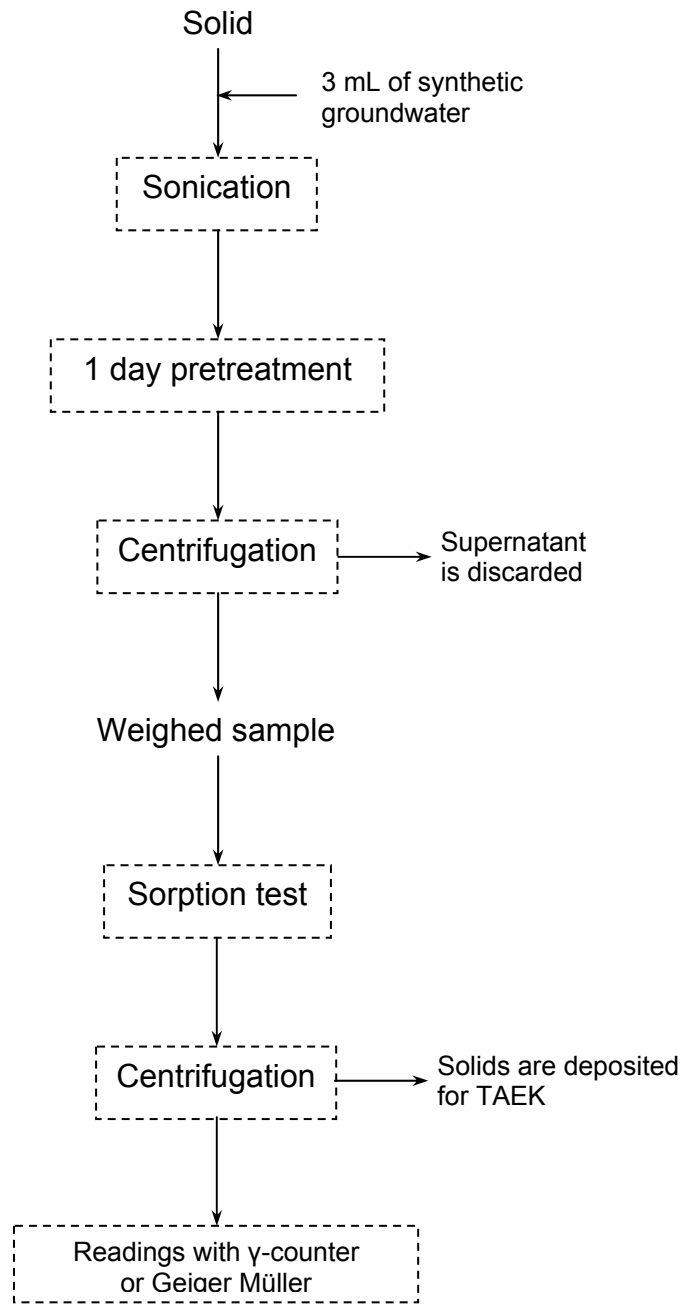 Solid
3 mL of synthetic
groundwater
Sonication
1 day pretreatment
Centrifugation
Supernatant
is discarded
Weighed sample
Sorption test
Centrifugation
Solids are deposited
for TAEK
Readings with γ-counter
or Geiger Müller